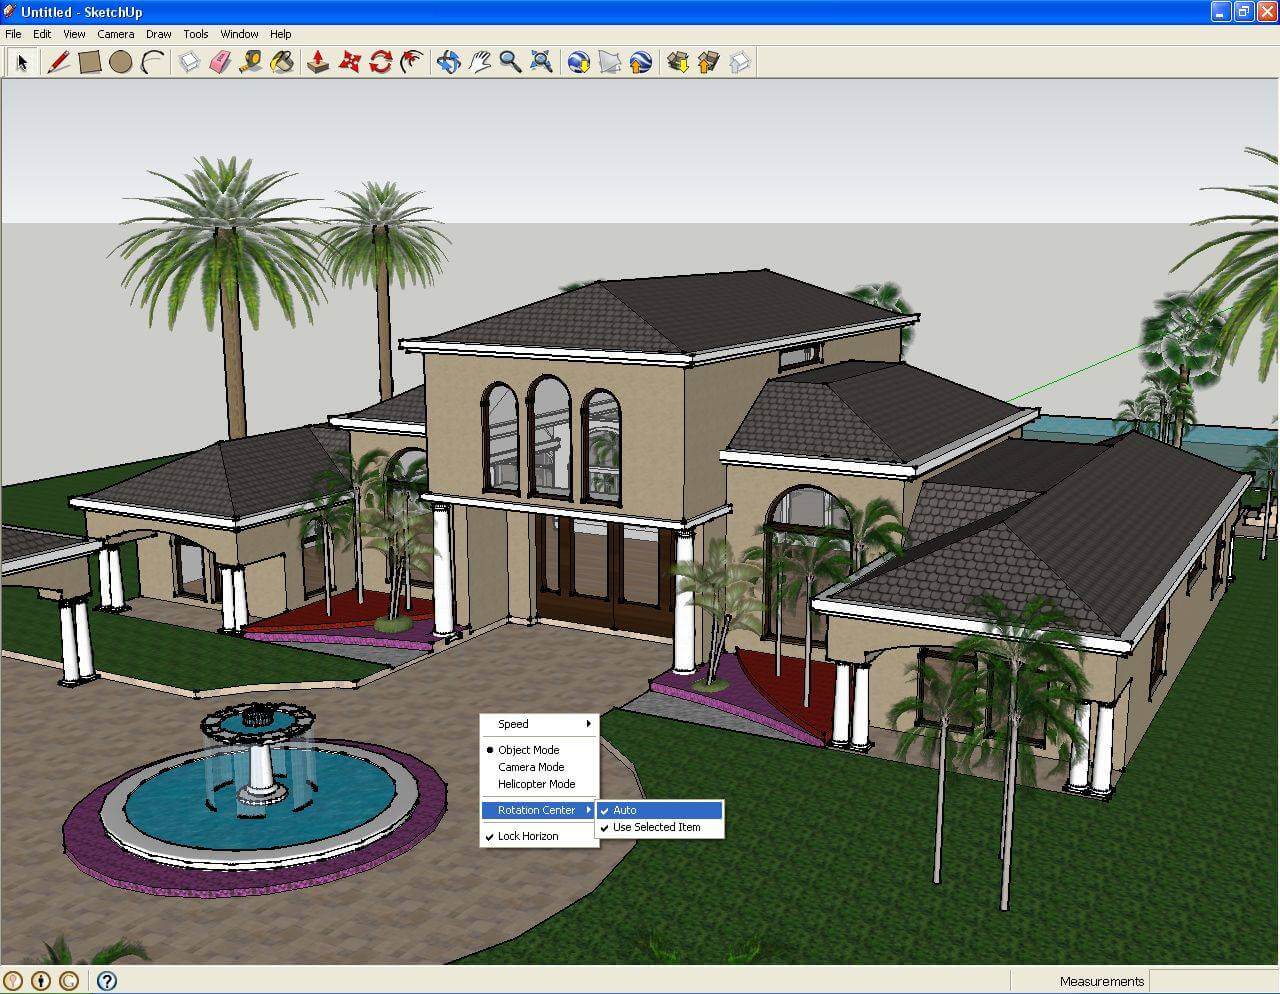 Untitled - SketchUp
File Edit View Camera Draw Tools Window Help
Speed
Object Mode
Camera Mode
Helicopter Mode
Rotation Center
Auto
Use Selected Item
Lock Horizon
Measurements